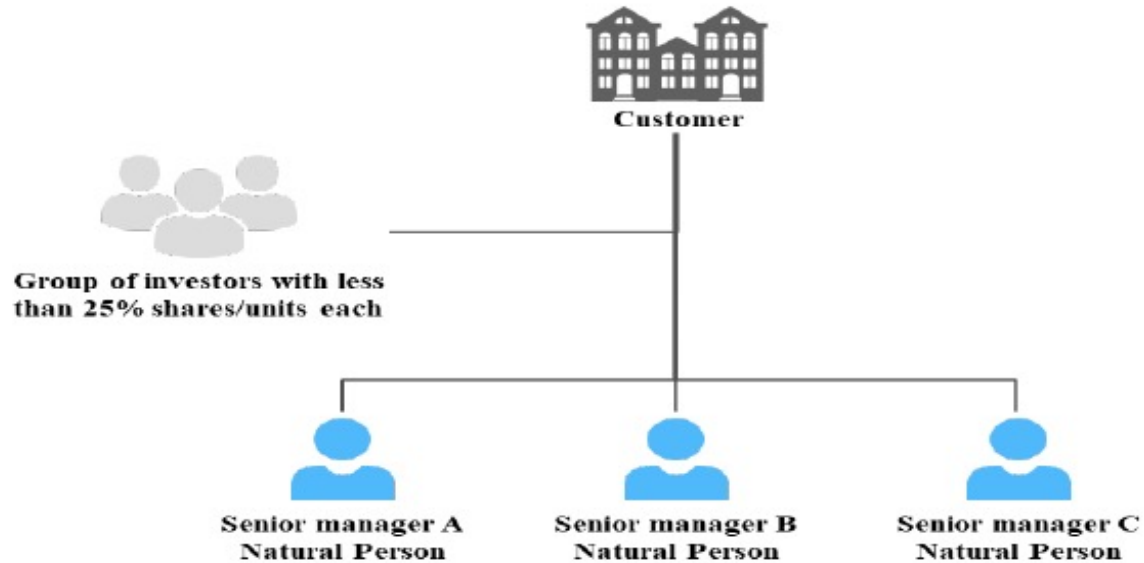 Customer
Group of investors with less
than 25% shares/units each
Senior manager A
Natural Person
Senior manager B
Natural Person
Senior manager C
Natural Person